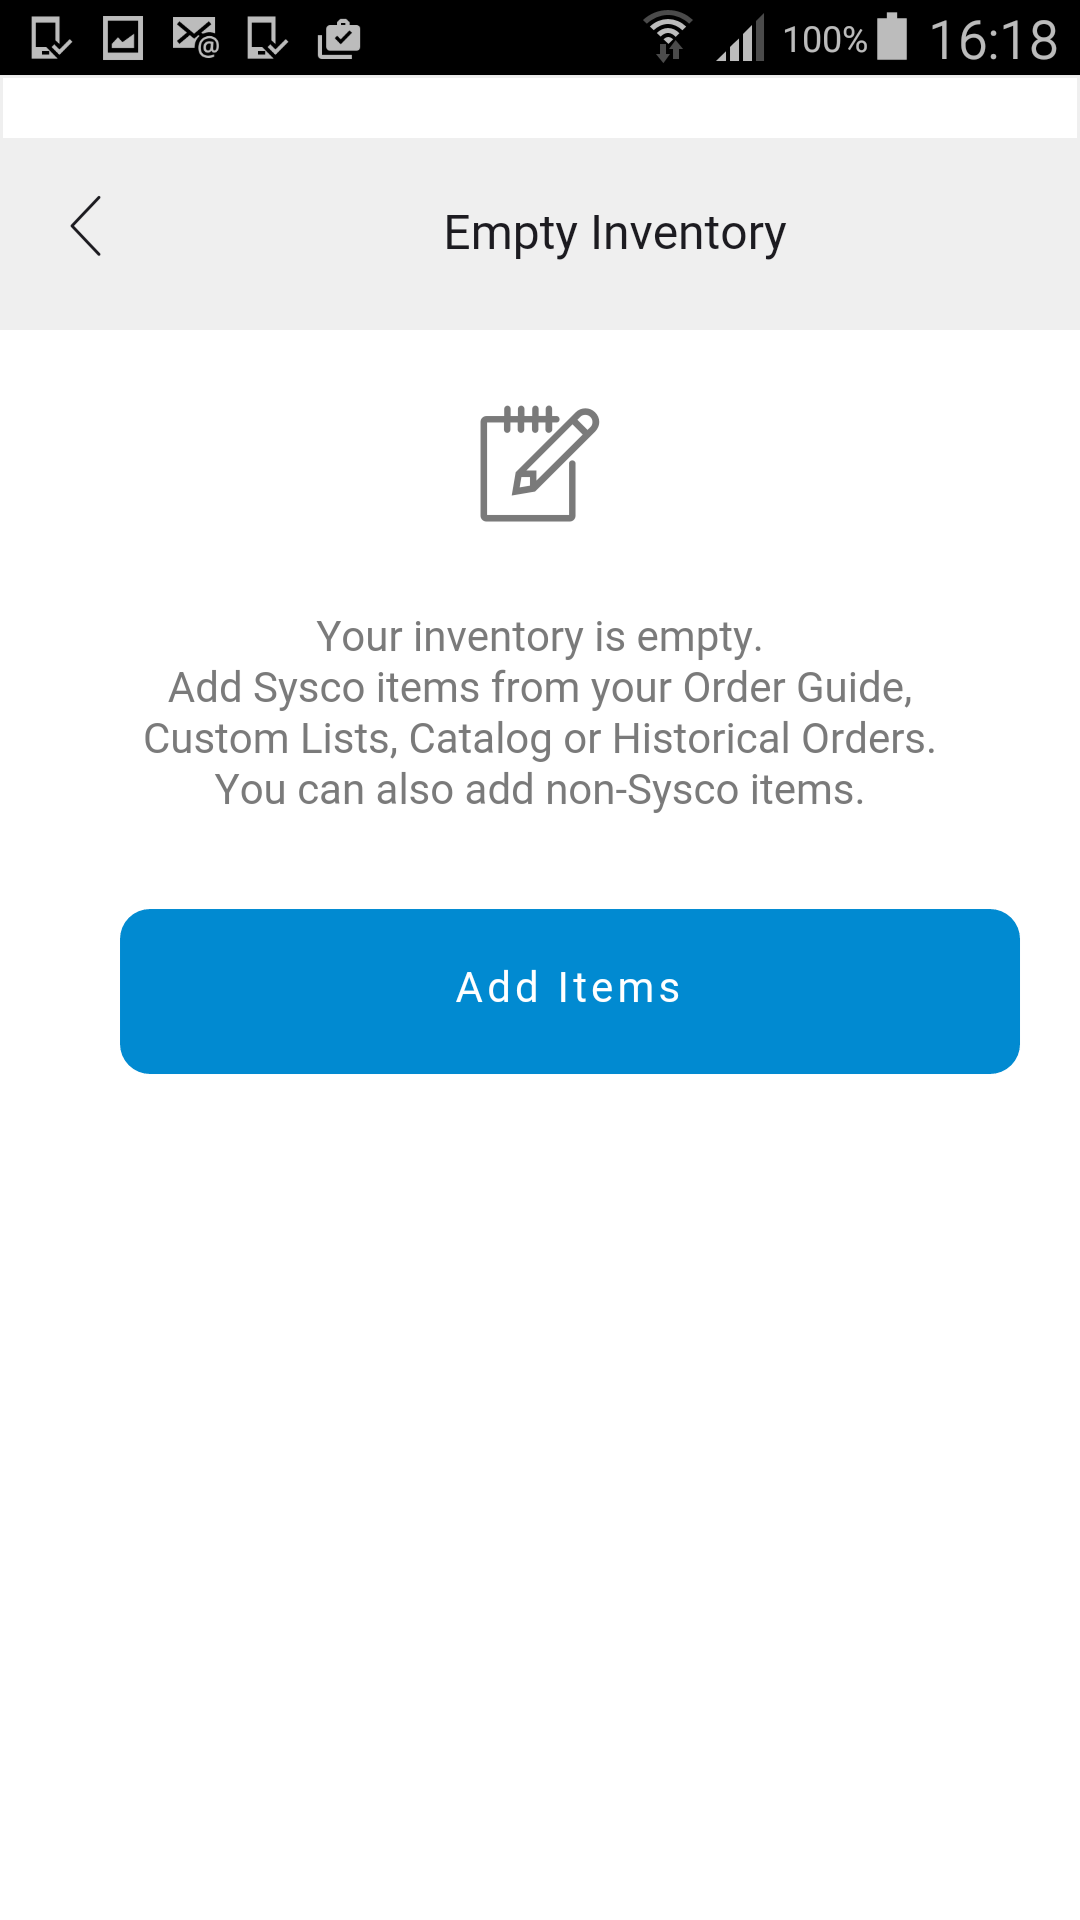 100% 16:18
Empty Inventory
Your inventory is empty.
Add Sysco items from your Order Guide,
Custom Lists, Catalog or Historical Orders.
You can also add non-Sysco items.
Add Items